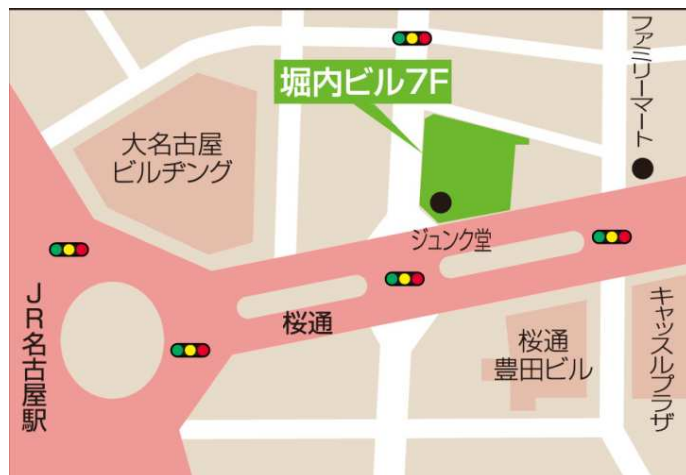 堀内ビル7F
ファミリーマート
大名古屋
ビルヂング
ジュンク堂
JR名古屋駅
桜通
桜通
豊田ビル
キャッスルプラザ